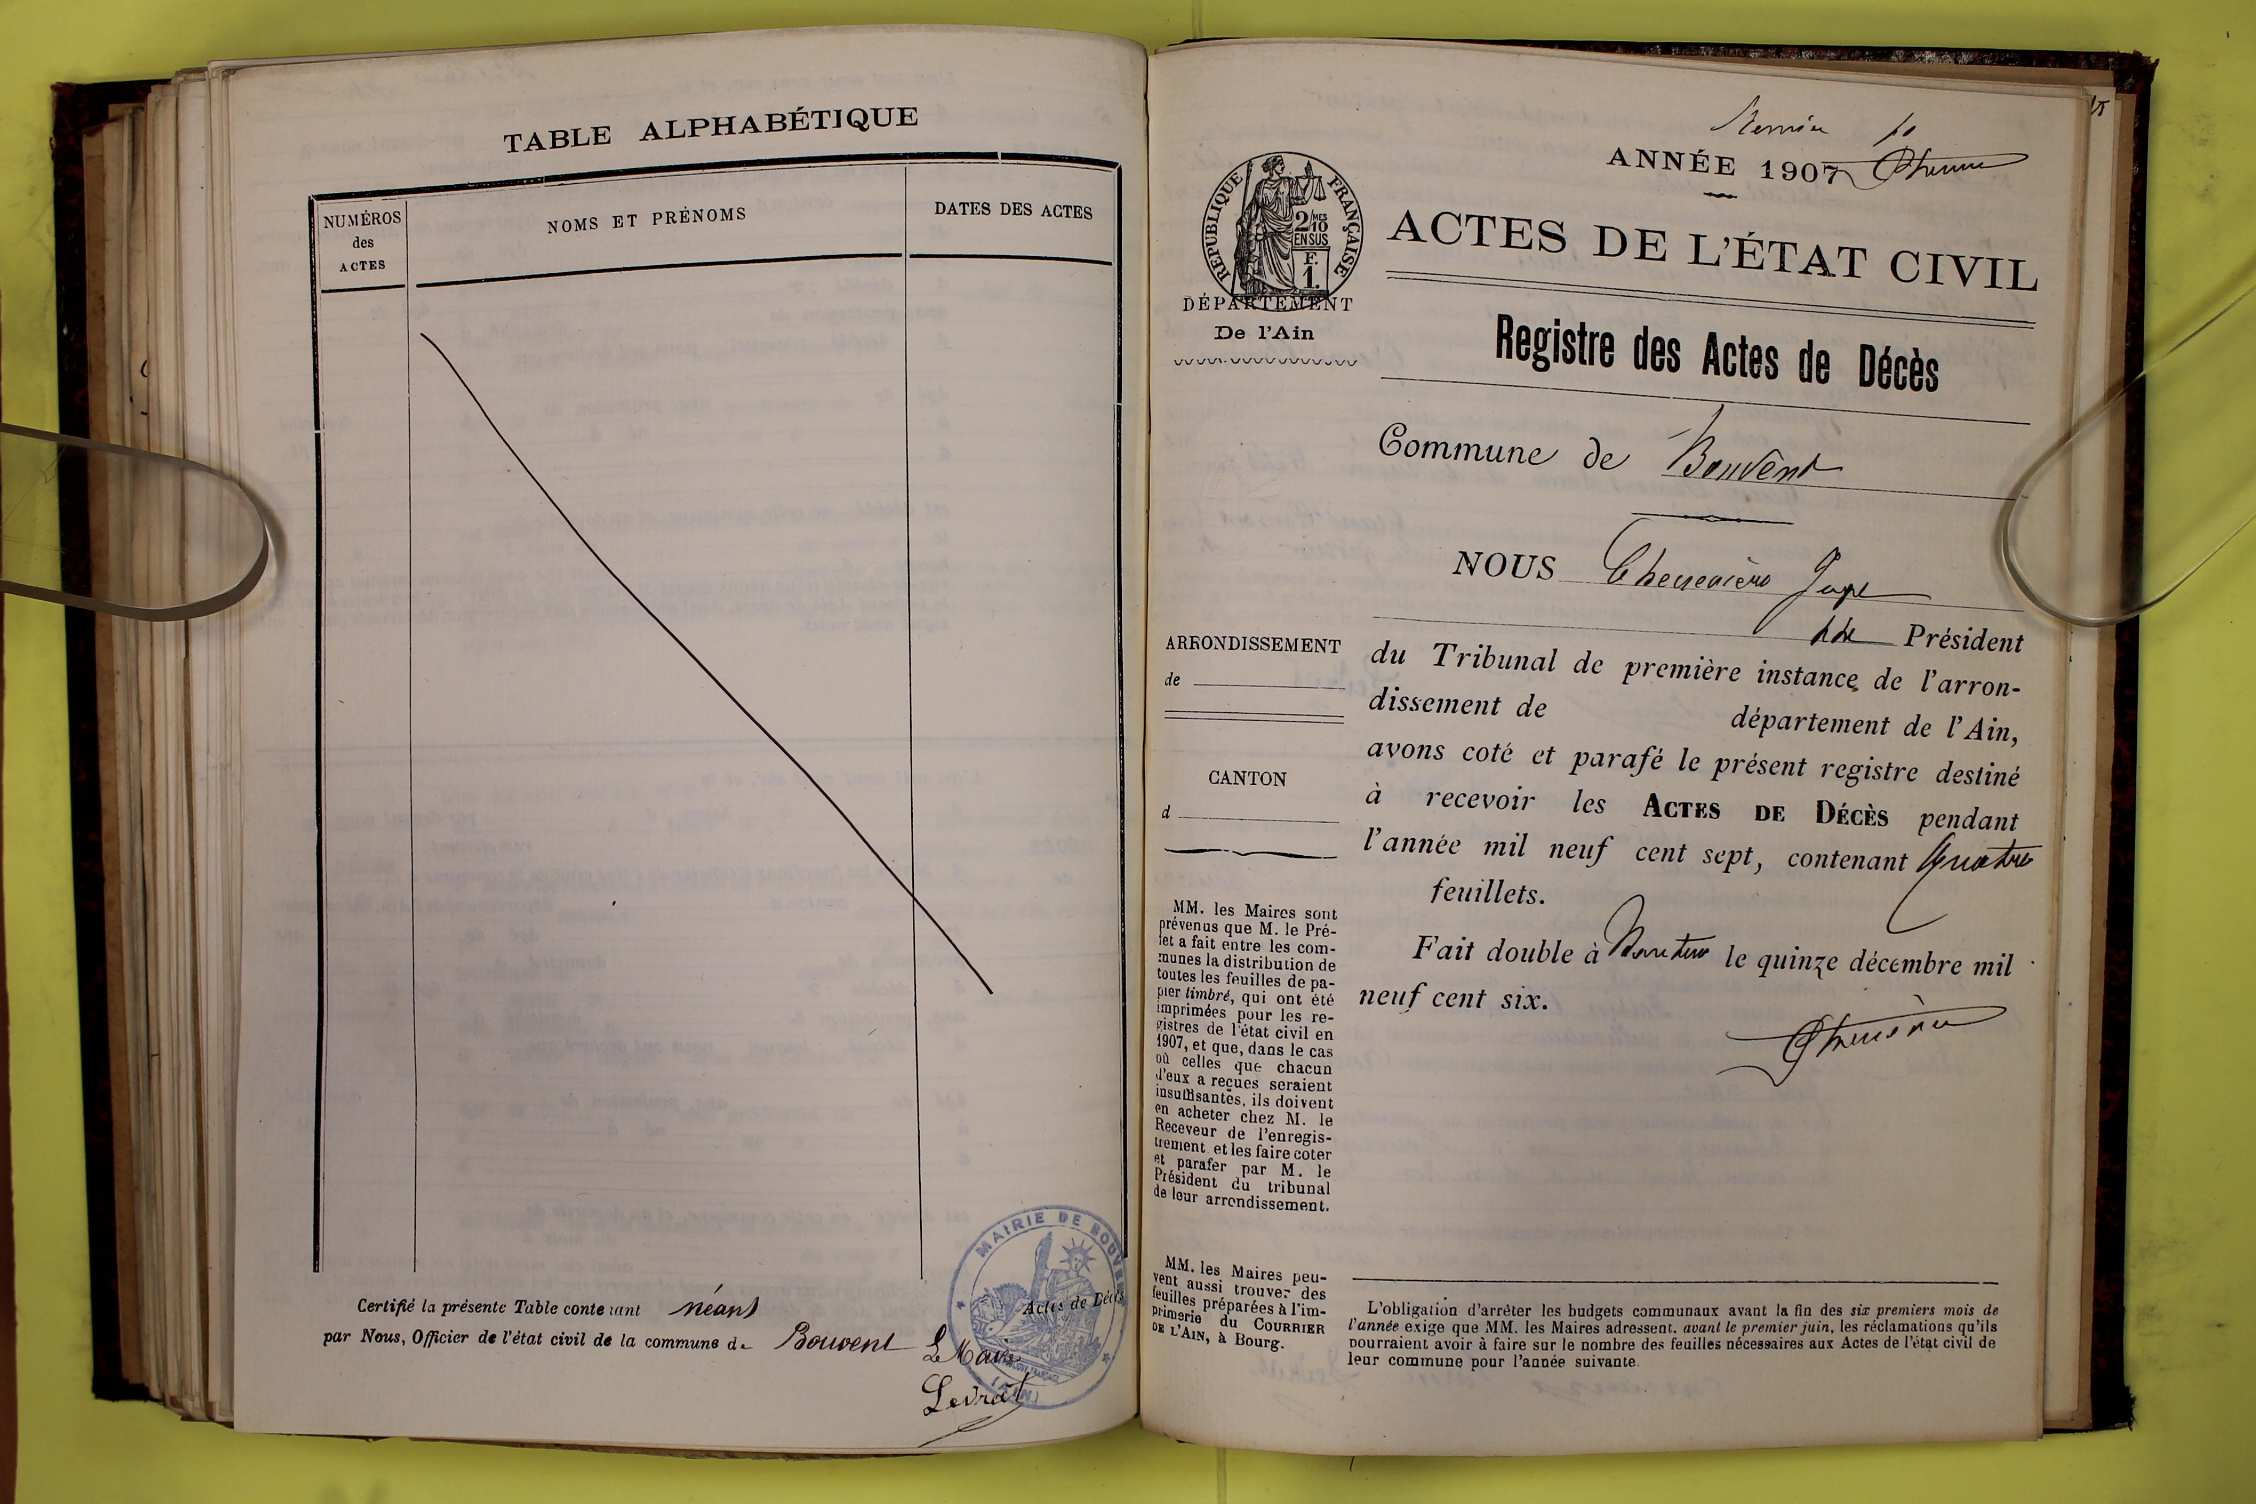 TABLE ALPHABÉTIQUE
NUMÉROS
des
ACTES
NOMS ET PRÉNOMS
DATES DES ACTES
Certifié la présente Table contenant néant
par Nous, Officier de l'état civil de la commune de Bouvent
Actes de Décès
MAIRIE DE BOUVENT
(AIN)
Le Maire
Levrat
ANNÉE 1907
RÉPUBLIQUE FRANÇAISE
2/10
MES
EN SUS
F.
1.
ACTES DE L'ÉTAT CIVIL
DÉPARTEMENT
De l'Ain
Registre des Actes de Décès
Commune de Bouvent
NOUS Juge
Président
du Tribunal de première instance de l'arron-
dissement de département de l'Ain,
avons coté et parafé le présent registre destiné
à recevoir les ACTES DE DÉCÈS pendant
l'année mil neuf cent sept, contenant Quatre
feuillets.
Fait double à le quinze décembre mil
neuf cent six.
ARRONDISSEMENT
de
CANTON
d
MM. les Maires sont
prévenus que M. le Pré-
fet a fait entre les com-
munes la distribution de
toutes les feuilles de pa-
pier timbré, qui ont été
imprimées pour les re-
gistres de l'état civil en
1907, et que, dans le cas
où celles que chacun
d'eux a reçues seraient
insuffisantes, ils doivent
en acheter chez M. le
Receveur de l'enregis-
trement et les faire coter
et parafer par M. le
Président du tribunal
de leur arrondissement.
MM. les Maires peu-
vent aussi trouver des
feuilles préparées à l'im-
primerie du COURRIER
DE L'AIN, à Bourg.
L'obligation d'arrêter les budgets communaux avant la fin des six premiers mois de
l'année exige que MM. les Maires adressent, avant le premier juin, les réclamations qu'ils
pourraient avoir à faire sur le nombre des feuilles nécessaires aux Actes de l'état civil de
leur commune pour l'année suivante.